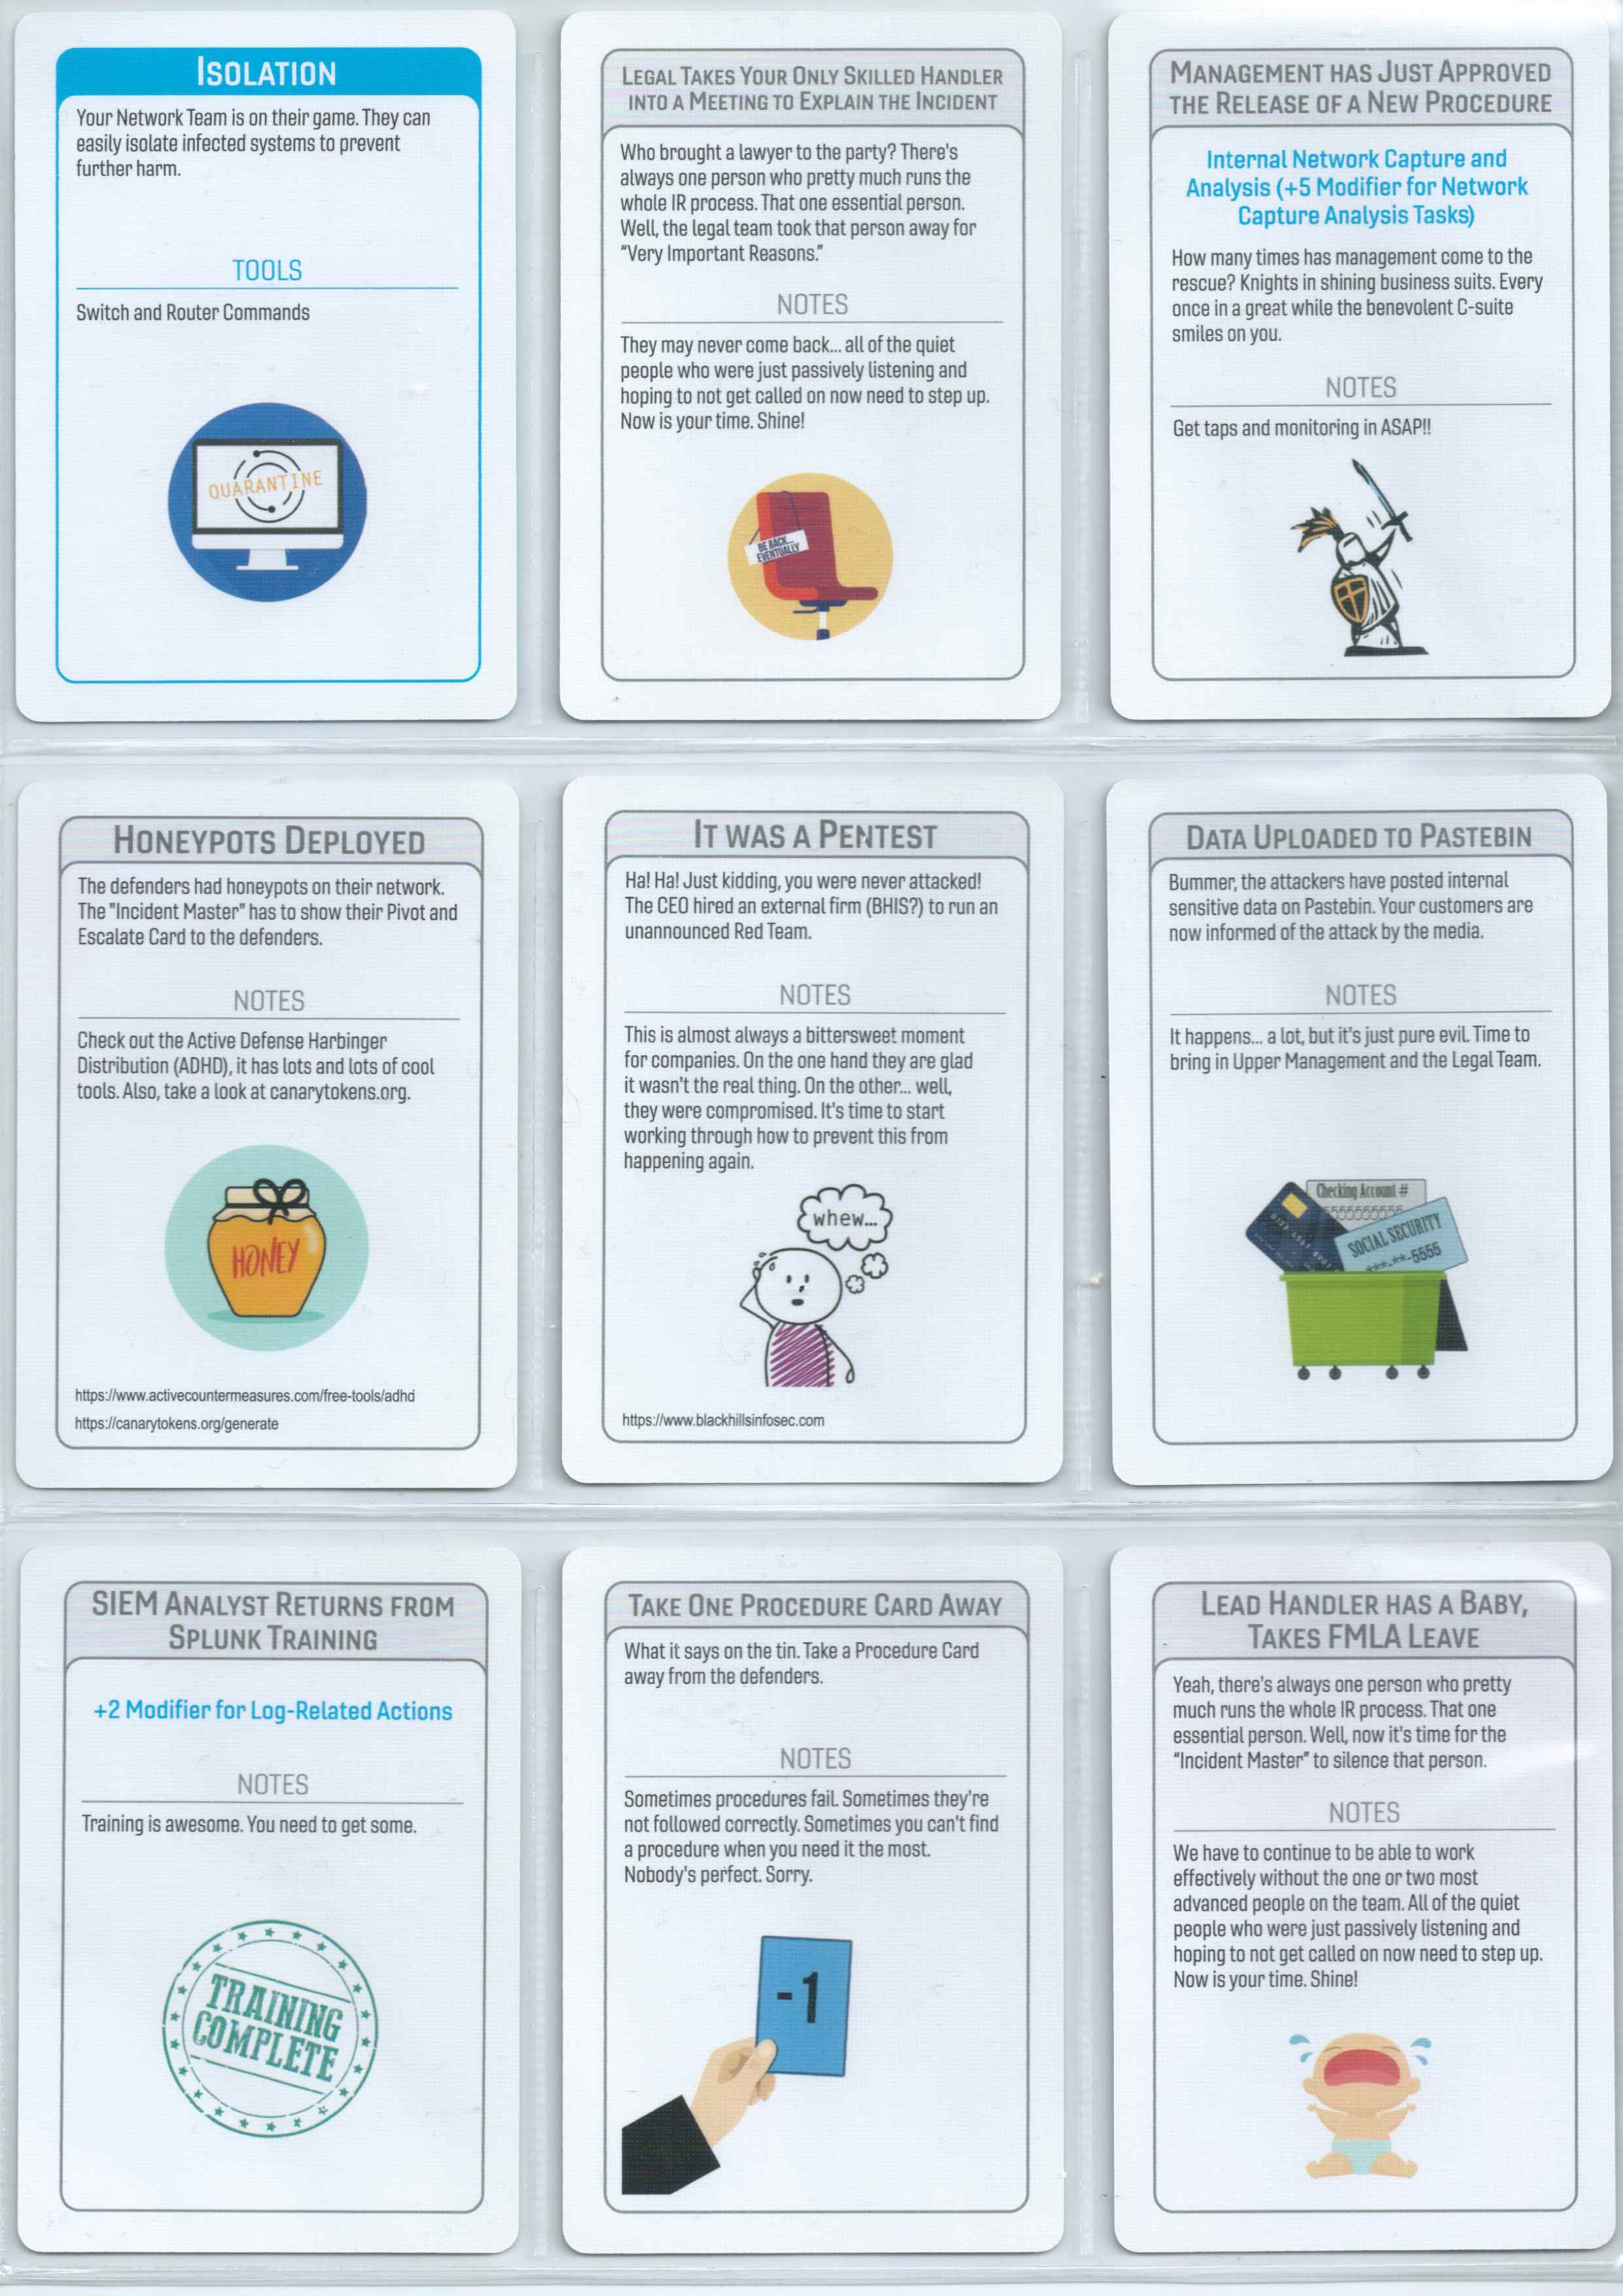 ISOLATION
Your Network Team is on their game. They can
easily isolate infected systems to prevent
further harm.
TOOLS
Switch and Router Commands
QUARANTINE
LEGAL TAKES YOUR ONLY SKILLED HANDLER
INTO A MEETING TO EXPLAIN THE INCIDENT
Who brought a lawyer to the party? There's
always one person who pretty much runs the
whole IR process. That one essential person.
Well, the legal team took that person away for
“Very Important Reasons.”
NOTES
They may never come back... all of the quiet
people who were just passively listening and
hoping to not get called on now need to step up.
Now is your time. Shine!
BE BACK...
EVENTUALLY
MANAGEMENT HAS JUST APPROVED
THE RELEASE OF A NEW PROCEDURE
Internal Network Capture and
Analysis (+5 Modifier for Network
Capture Analysis Tasks)
How many times has management come to the
rescue? Knights in shining business suits. Every
once in a great while the benevolent C-suite
smiles on you.
NOTES
Get taps and monitoring in ASAP!!
HONEYPOTS DEPLOYED
The defenders had honeypots on their network.
The "Incident Master" has to show their Pivot and
Escalate Card to the defenders.
NOTES
Check out the Active Defense Harbinger
Distribution (ADHD), it has lots and lots of cool
tools. Also, take a look at canarytokens.org.
HONEY
https://www.activecountermeasures.com/free-tools/adhd
https://canarytokens.org/generate
IT WAS A PENTEST
Ha! Ha! Just kidding, you were never attacked!
The CEO hired an external firm (BHIS?) to run an
unannounced Red Team.
NOTES
This is almost always a bittersweet moment
for companies. On the one hand they are glad
it wasn't the real thing. On the other... well,
they were compromised. It's time to start
working through how to prevent this from
happening again.
whew...
https://www.blackhillsinfosec.com
DATA UPLOADED TO PASTEBIN
Bummer, the attackers have posted internal
sensitive data on Pastebin. Your customers are
now informed of the attack by the media.
NOTES
It happens... a lot, but it's just pure evil. Time to
bring in Upper Management and the Legal Team.
Checking Account #
SOCIAL SECURITY
***-**-5555
SIEM ANALYST RETURNS FROM
SPLUNK TRAINING
+2 Modifier for Log-Related Actions
NOTES
Training is awesome. You need to get some.
TRAINING
COMPLETE
TAKE ONE PROCEDURE CARD AWAY
What it says on the tin. Take a Procedure Card
away from the defenders.
NOTES
Sometimes procedures fail. Sometimes they're
not followed correctly. Sometimes you can't find
a procedure when you need it the most.
Nobody's perfect. Sorry.
-1
LEAD HANDLER HAS A BABY,
TAKES FMLA LEAVE
Yeah, there's always one person who pretty
much runs the whole IR process. That one
essential person. Well, now it's time for the
“Incident Master” to silence that person.
NOTES
We have to continue to be able to work
effectively without the one or two most
advanced people on the team. All of the quiet
people who were just passively listening and
hoping to not get called on now need to step up.
Now is your time. Shine!